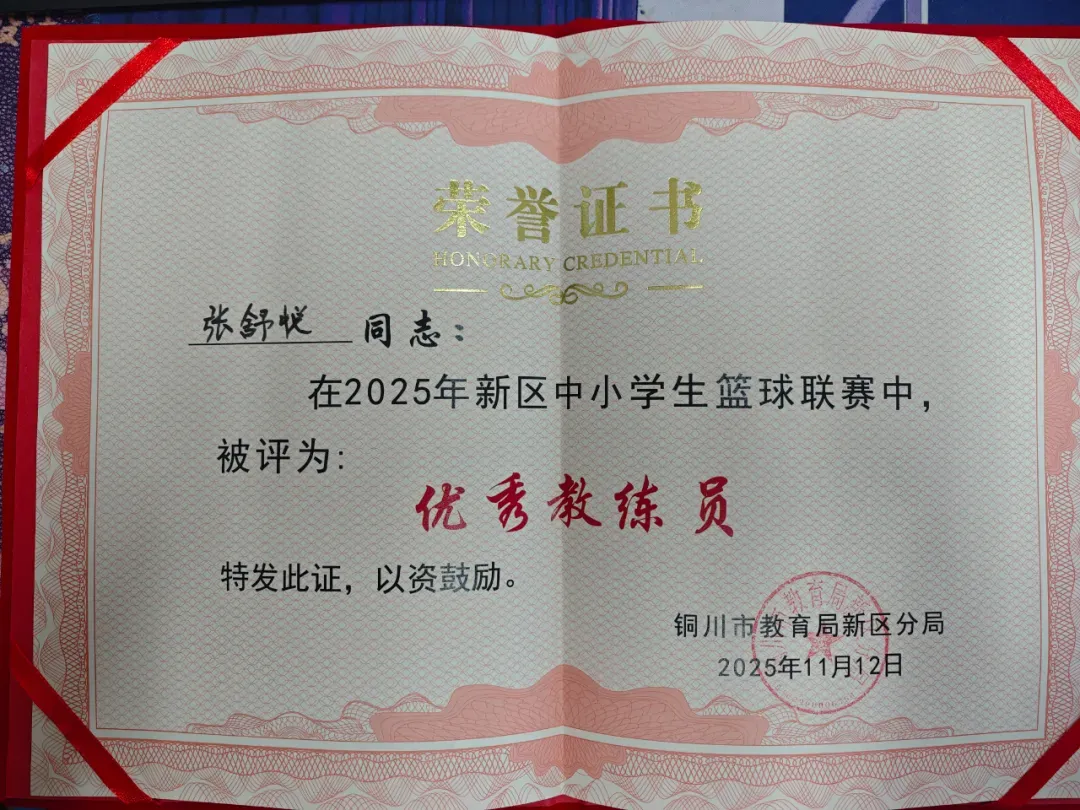 荣誉证书
HONORARY CREDENTIAL
张舒悦 同志：
在2025年新区中小学生篮球联赛中，
被评为：
优秀教练员
特发此证，以资鼓励。
铜川市教育局新区分局
2025年11月12日